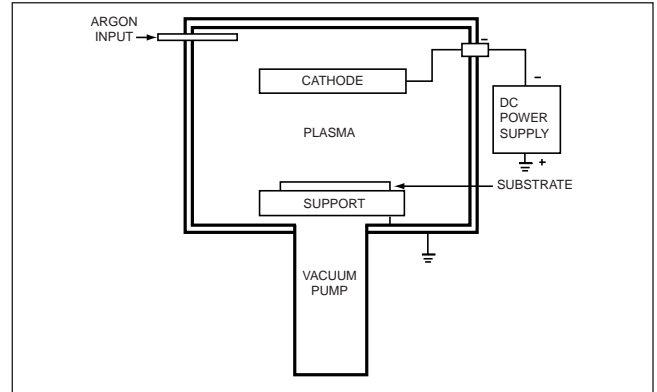 ARGON
INPUT
CATHODE
PLASMA
SUPPORT
VACUUM
PUMP
−
−
DC
POWER
SUPPLY
+
SUBSTRATE